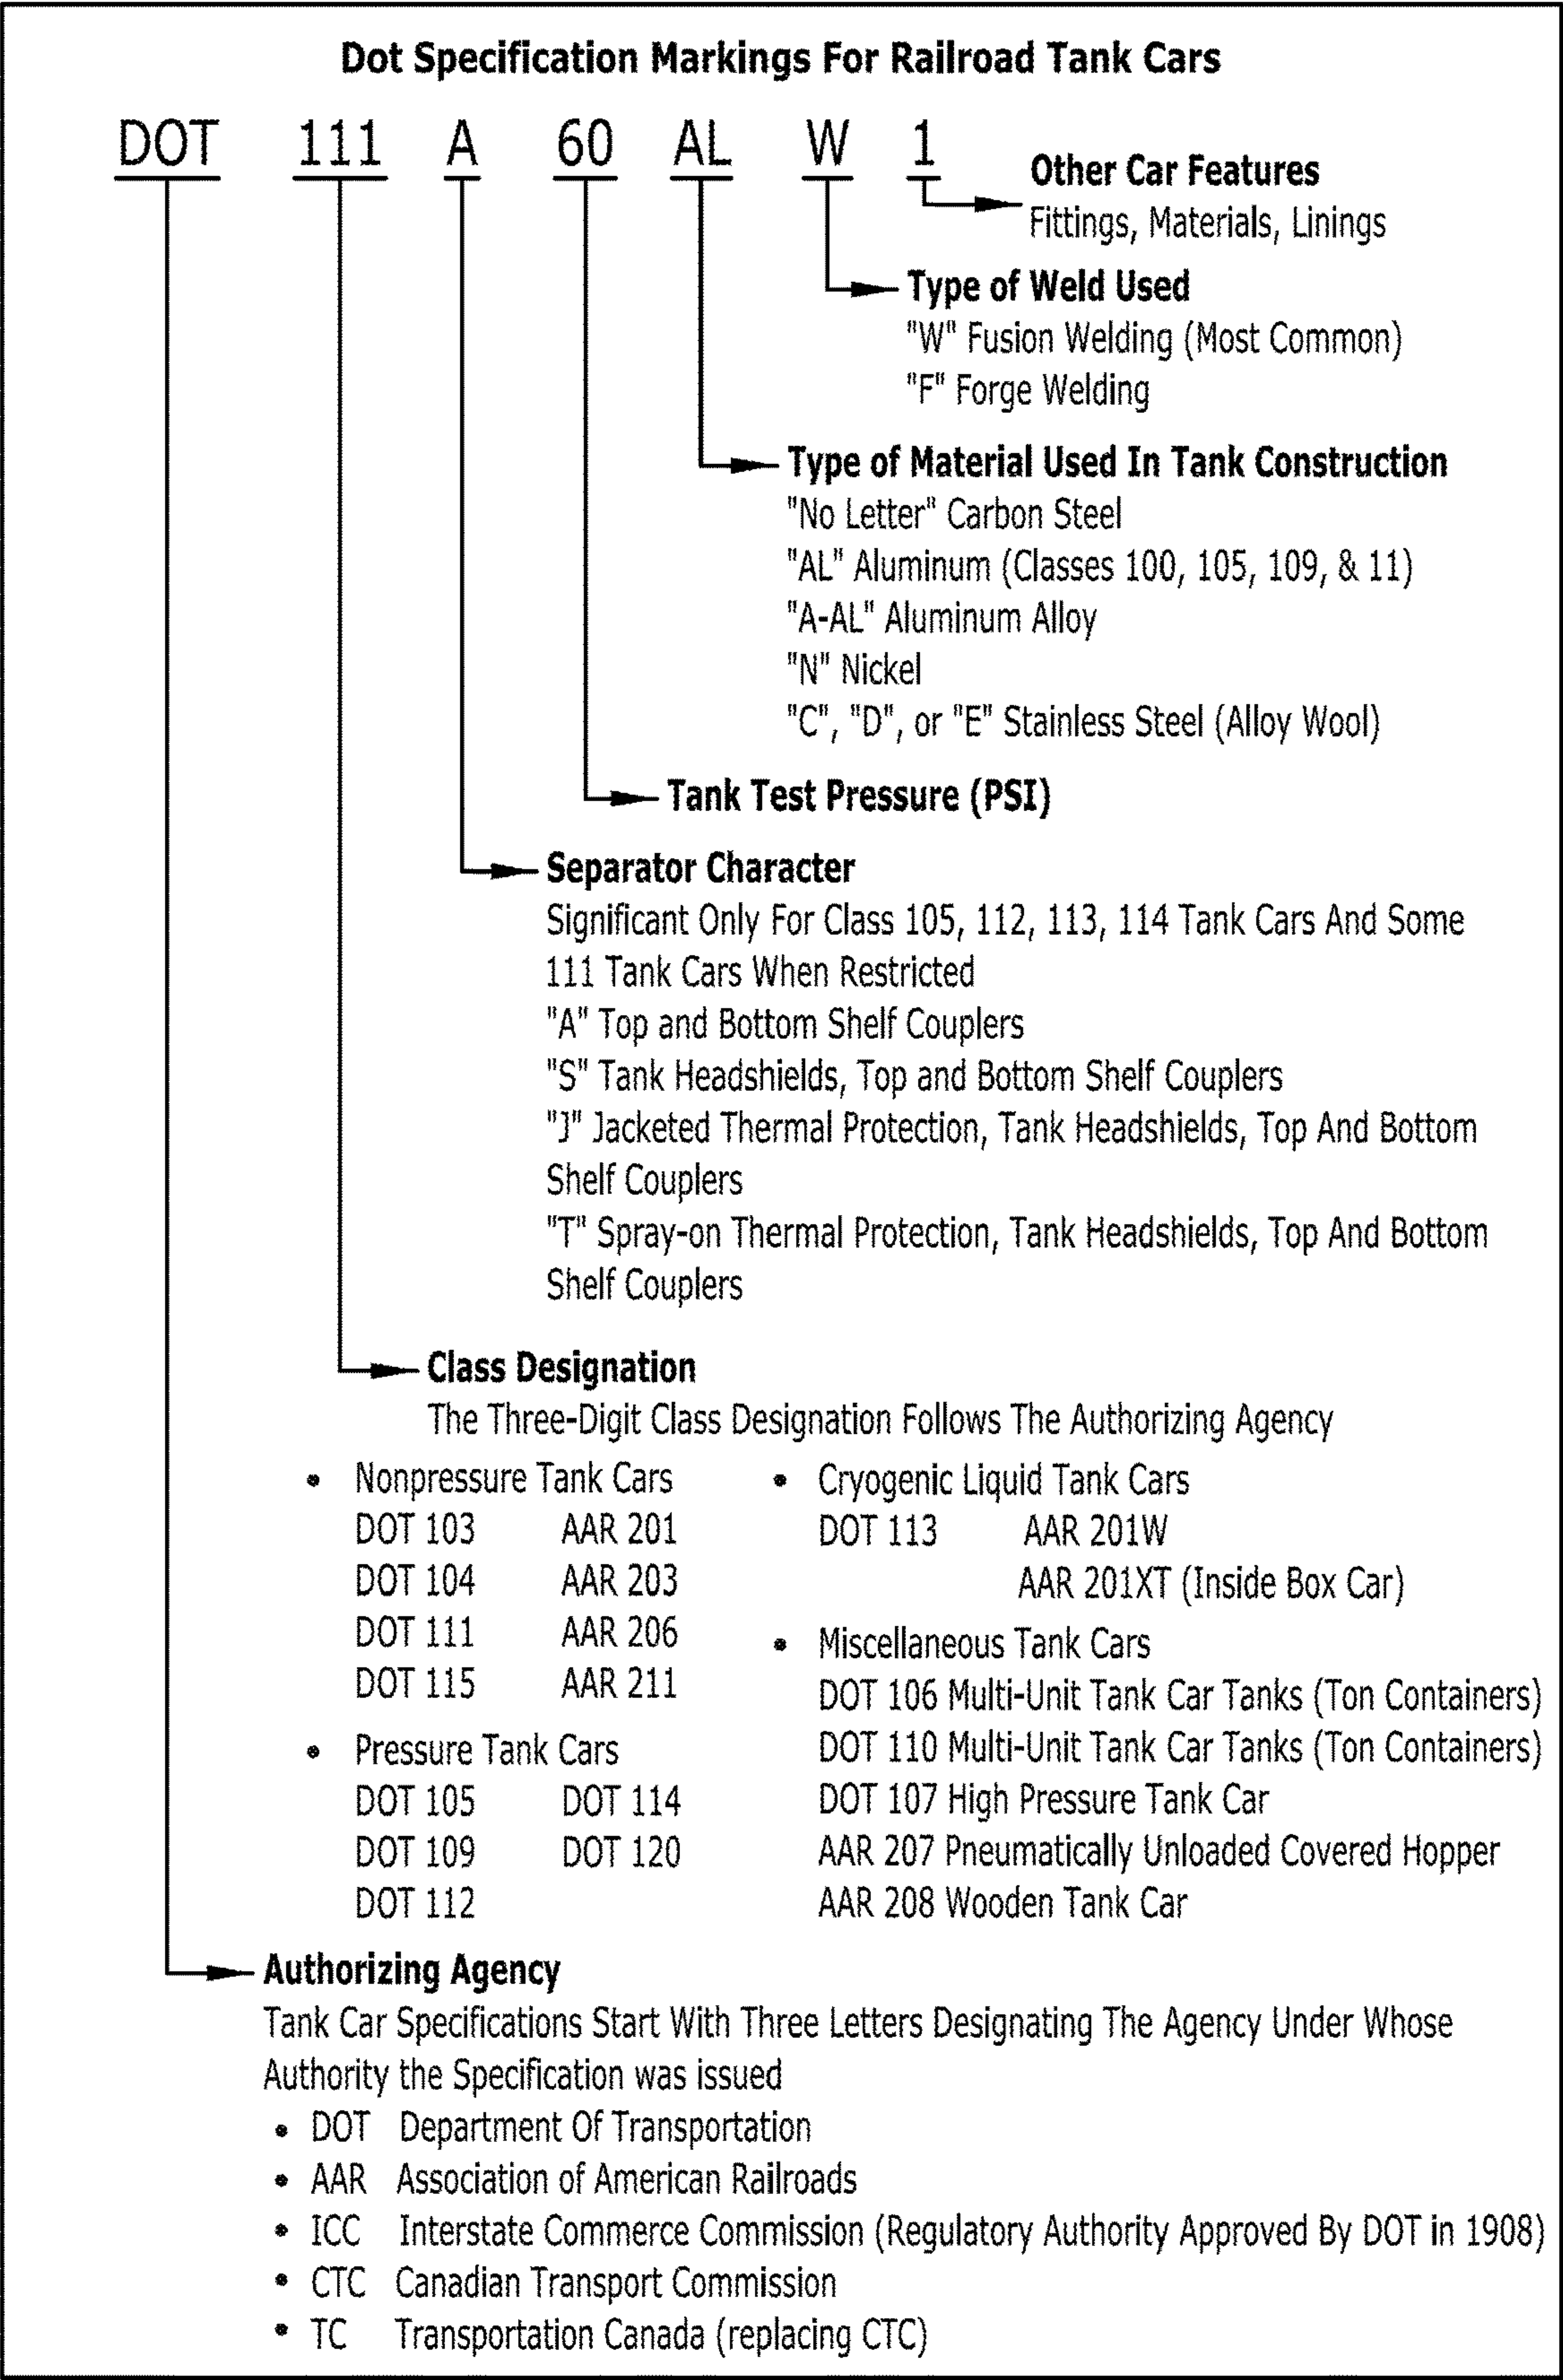 Dot Specification Markings For Railroad Tank Cars
DOT 111 A 60 AL W 1
Other Car Features
Fittings, Materials, Linings
Type of Weld Used
"W" Fusion Welding (Most Common)
"F" Forge Welding
Type of Material Used In Tank Construction
"No Letter" Carbon Steel
"AL" Aluminum (Classes 100, 105, 109, & 11)
"A-AL" Aluminum Alloy
"N" Nickel
"C", "D", or "E" Stainless Steel (Alloy Wool)
Tank Test Pressure (PSI)
Separator Character
Significant Only For Class 105, 112, 113, 114 Tank Cars And Some
111 Tank Cars When Restricted
"A" Top and Bottom Shelf Couplers
"S" Tank Headshields, Top and Bottom Shelf Couplers
"J" Jacketed Thermal Protection, Tank Headshields, Top And Bottom
Shelf Couplers
"T" Spray-on Thermal Protection, Tank Headshields, Top And Bottom
Shelf Couplers
Class Designation
The Three-Digit Class Designation Follows The Authorizing Agency
• Nonpressure Tank Cars
DOT 103 AAR 201
DOT 104 AAR 203
DOT 111 AAR 206
DOT 115 AAR 211
• Pressure Tank Cars
DOT 105 DOT 114
DOT 109 DOT 120
DOT 112
• Cryogenic Liquid Tank Cars
DOT 113 AAR 201W
AAR 201XT (Inside Box Car)
• Miscellaneous Tank Cars
DOT 106 Multi-Unit Tank Car Tanks (Ton Containers)
DOT 110 Multi-Unit Tank Car Tanks (Ton Containers)
DOT 107 High Pressure Tank Car
AAR 207 Pneumatically Unloaded Covered Hopper
AAR 208 Wooden Tank Car
Authorizing Agency
Tank Car Specifications Start With Three Letters Designating The Agency Under Whose
Authority the Specification was issued
• DOT Department Of Transportation
• AAR Association of American Railroads
• ICC Interstate Commerce Commission (Regulatory Authority Approved By DOT in 1908)
• CTC Canadian Transport Commission
• TC Transportation Canada (replacing CTC)